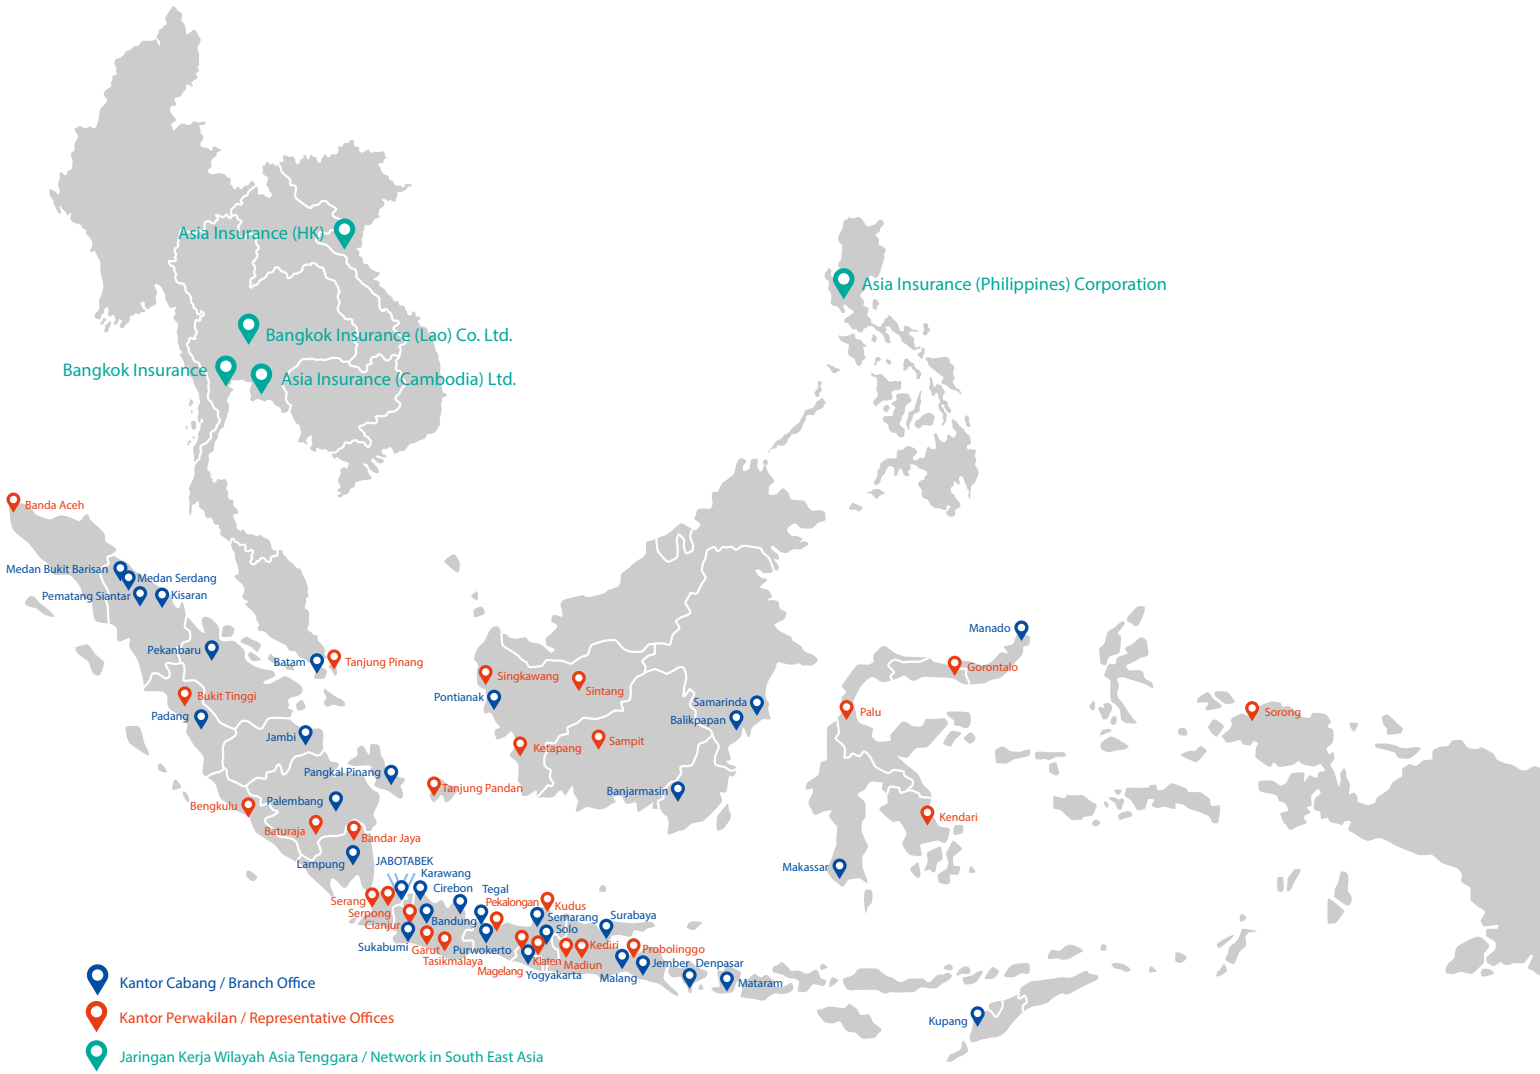 Asia Insurance (HK)
Asia Insurance (Philippines) Corporation
Bangkok Insurance (Lao) Co. Ltd.
Bangkok Insurance
Asia Insurance (Cambodia) Ltd.
Banda Aceh
Medan Bukit Barisan
Medan Serdang
Pematang Siantar
Kisaran
Pekanbaru
Batam
Tanjung Pinang
Bukit Tinggi
Padang
Jambi
Pangkal Pinang
Bengkulu
Palembang
Tanjung Pandan
Baturaja
Bandar Jaya
Lampung
Singkawang
Sintang
Pontianak
Samarinda
Balikpapan
Ketapang
Sampit
Banjarmasin
Manado
Gorontalo
Palu
Sorong
Kendari
Makassar
JABOTABEK
Karawang
Cirebon
Tegal
Serang
Pekalongan
Kudus
Serpong
Semarang
Surabaya
Cianjur
Bandung
Solo
Sukabumi
Garut
Purwokerto
Kediri
Probolinggo
Tasikmalaya
Magelang
Klaten
Madiun
Jember
Denpasar
Yogyakarta
Malang
Mataram
Kupang
Kantor Cabang / Branch Office
Kantor Perwakilan / Representative Offices
Jaringan Kerja Wilayah Asia Tenggara / Network in South East Asia